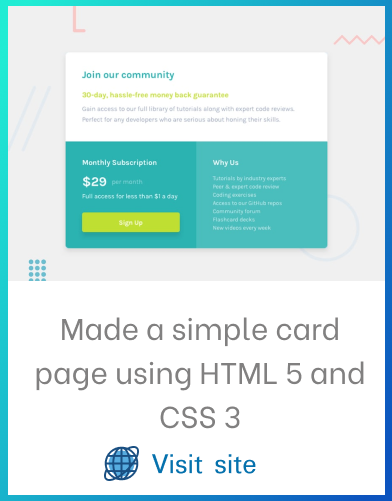 Join our community
30-day, hassle-free money back guarantee
Gain access to our full library of tutorials along with expert code reviews.
Perfect for any developers who are serious about honing their skills.
Monthly Subscription
$29 per month
Full access for less than $1 a day
Sign Up
Why Us
Tutorials by industry experts
Peer & expert code review
Coding exercises
Access to our GitHub repos
Community forum
Flashcard decks
New videos every week
Made a simple card
page using HTML 5 and
CSS 3
Visit site